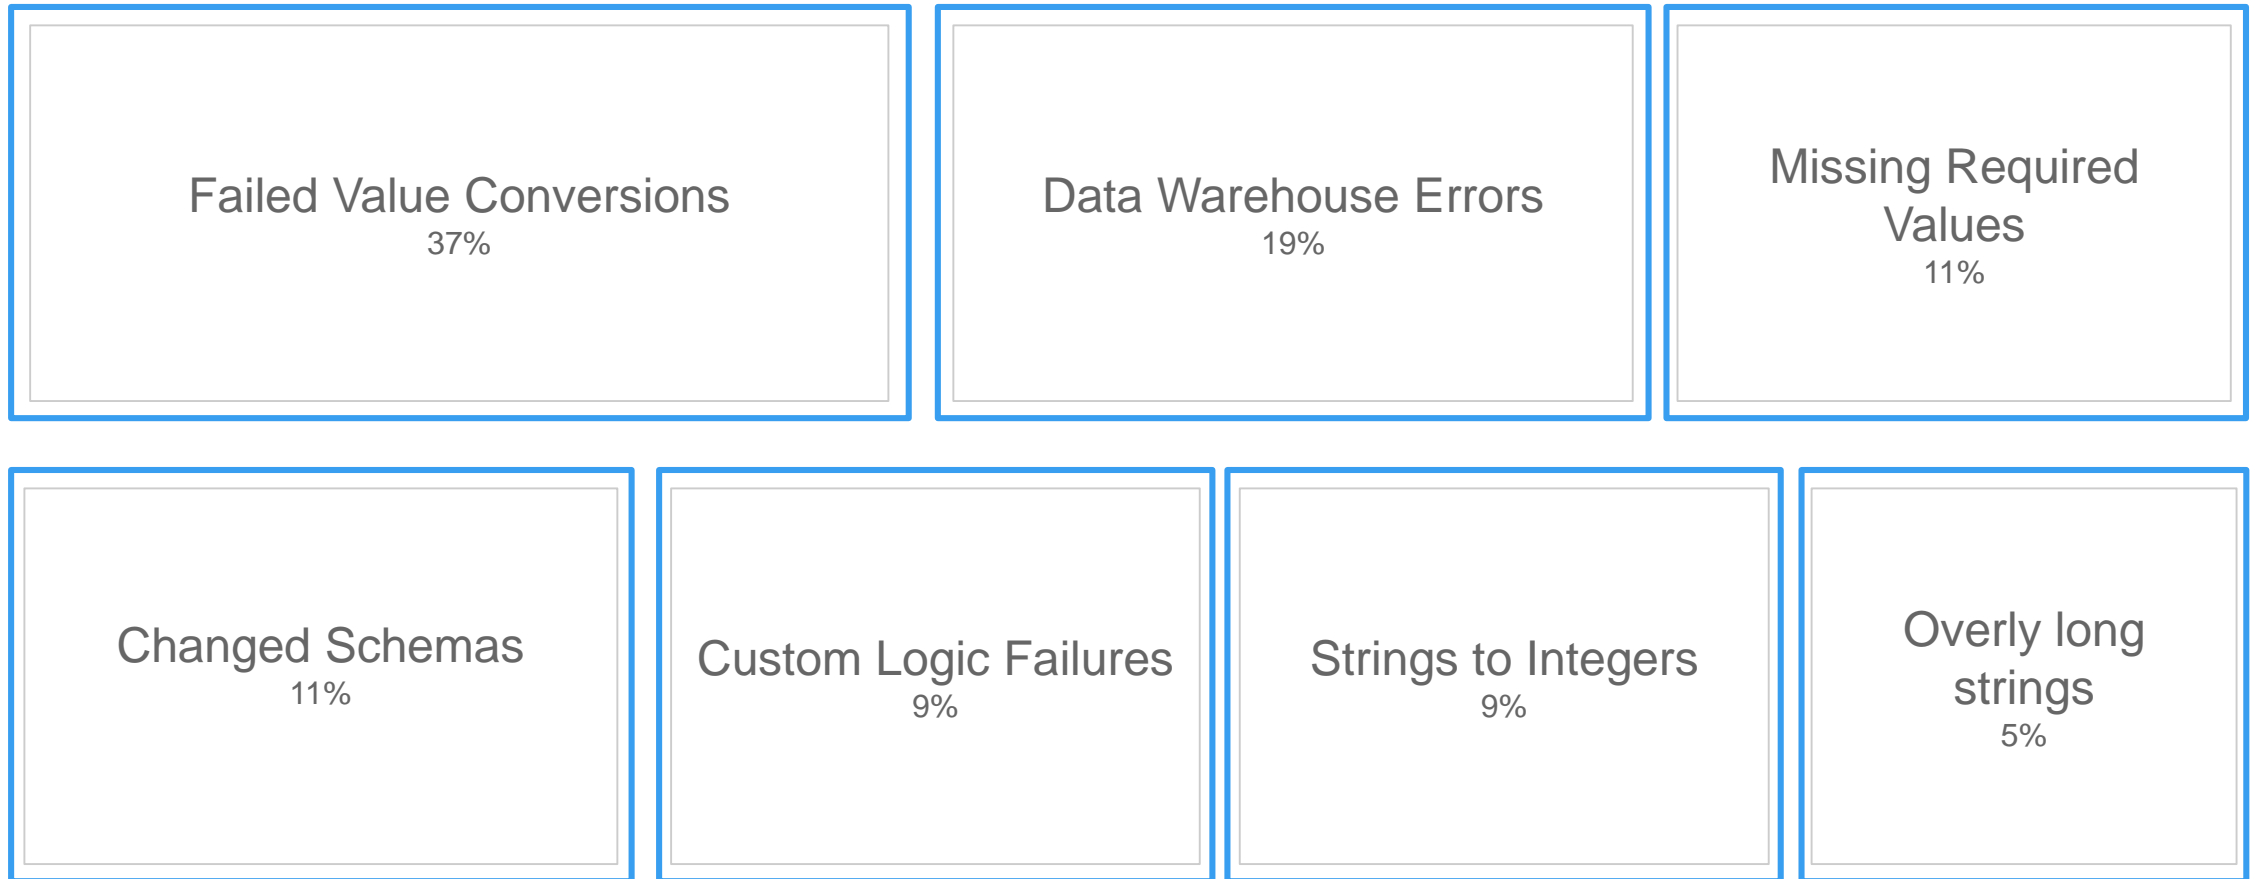 Failed Value Conversions
37%
Data Warehouse Errors
19%
Missing Required
Values
11%
Changed Schemas
11%
Custom Logic Failures
9%
Strings to Integers
9%
Overly long
strings
5%